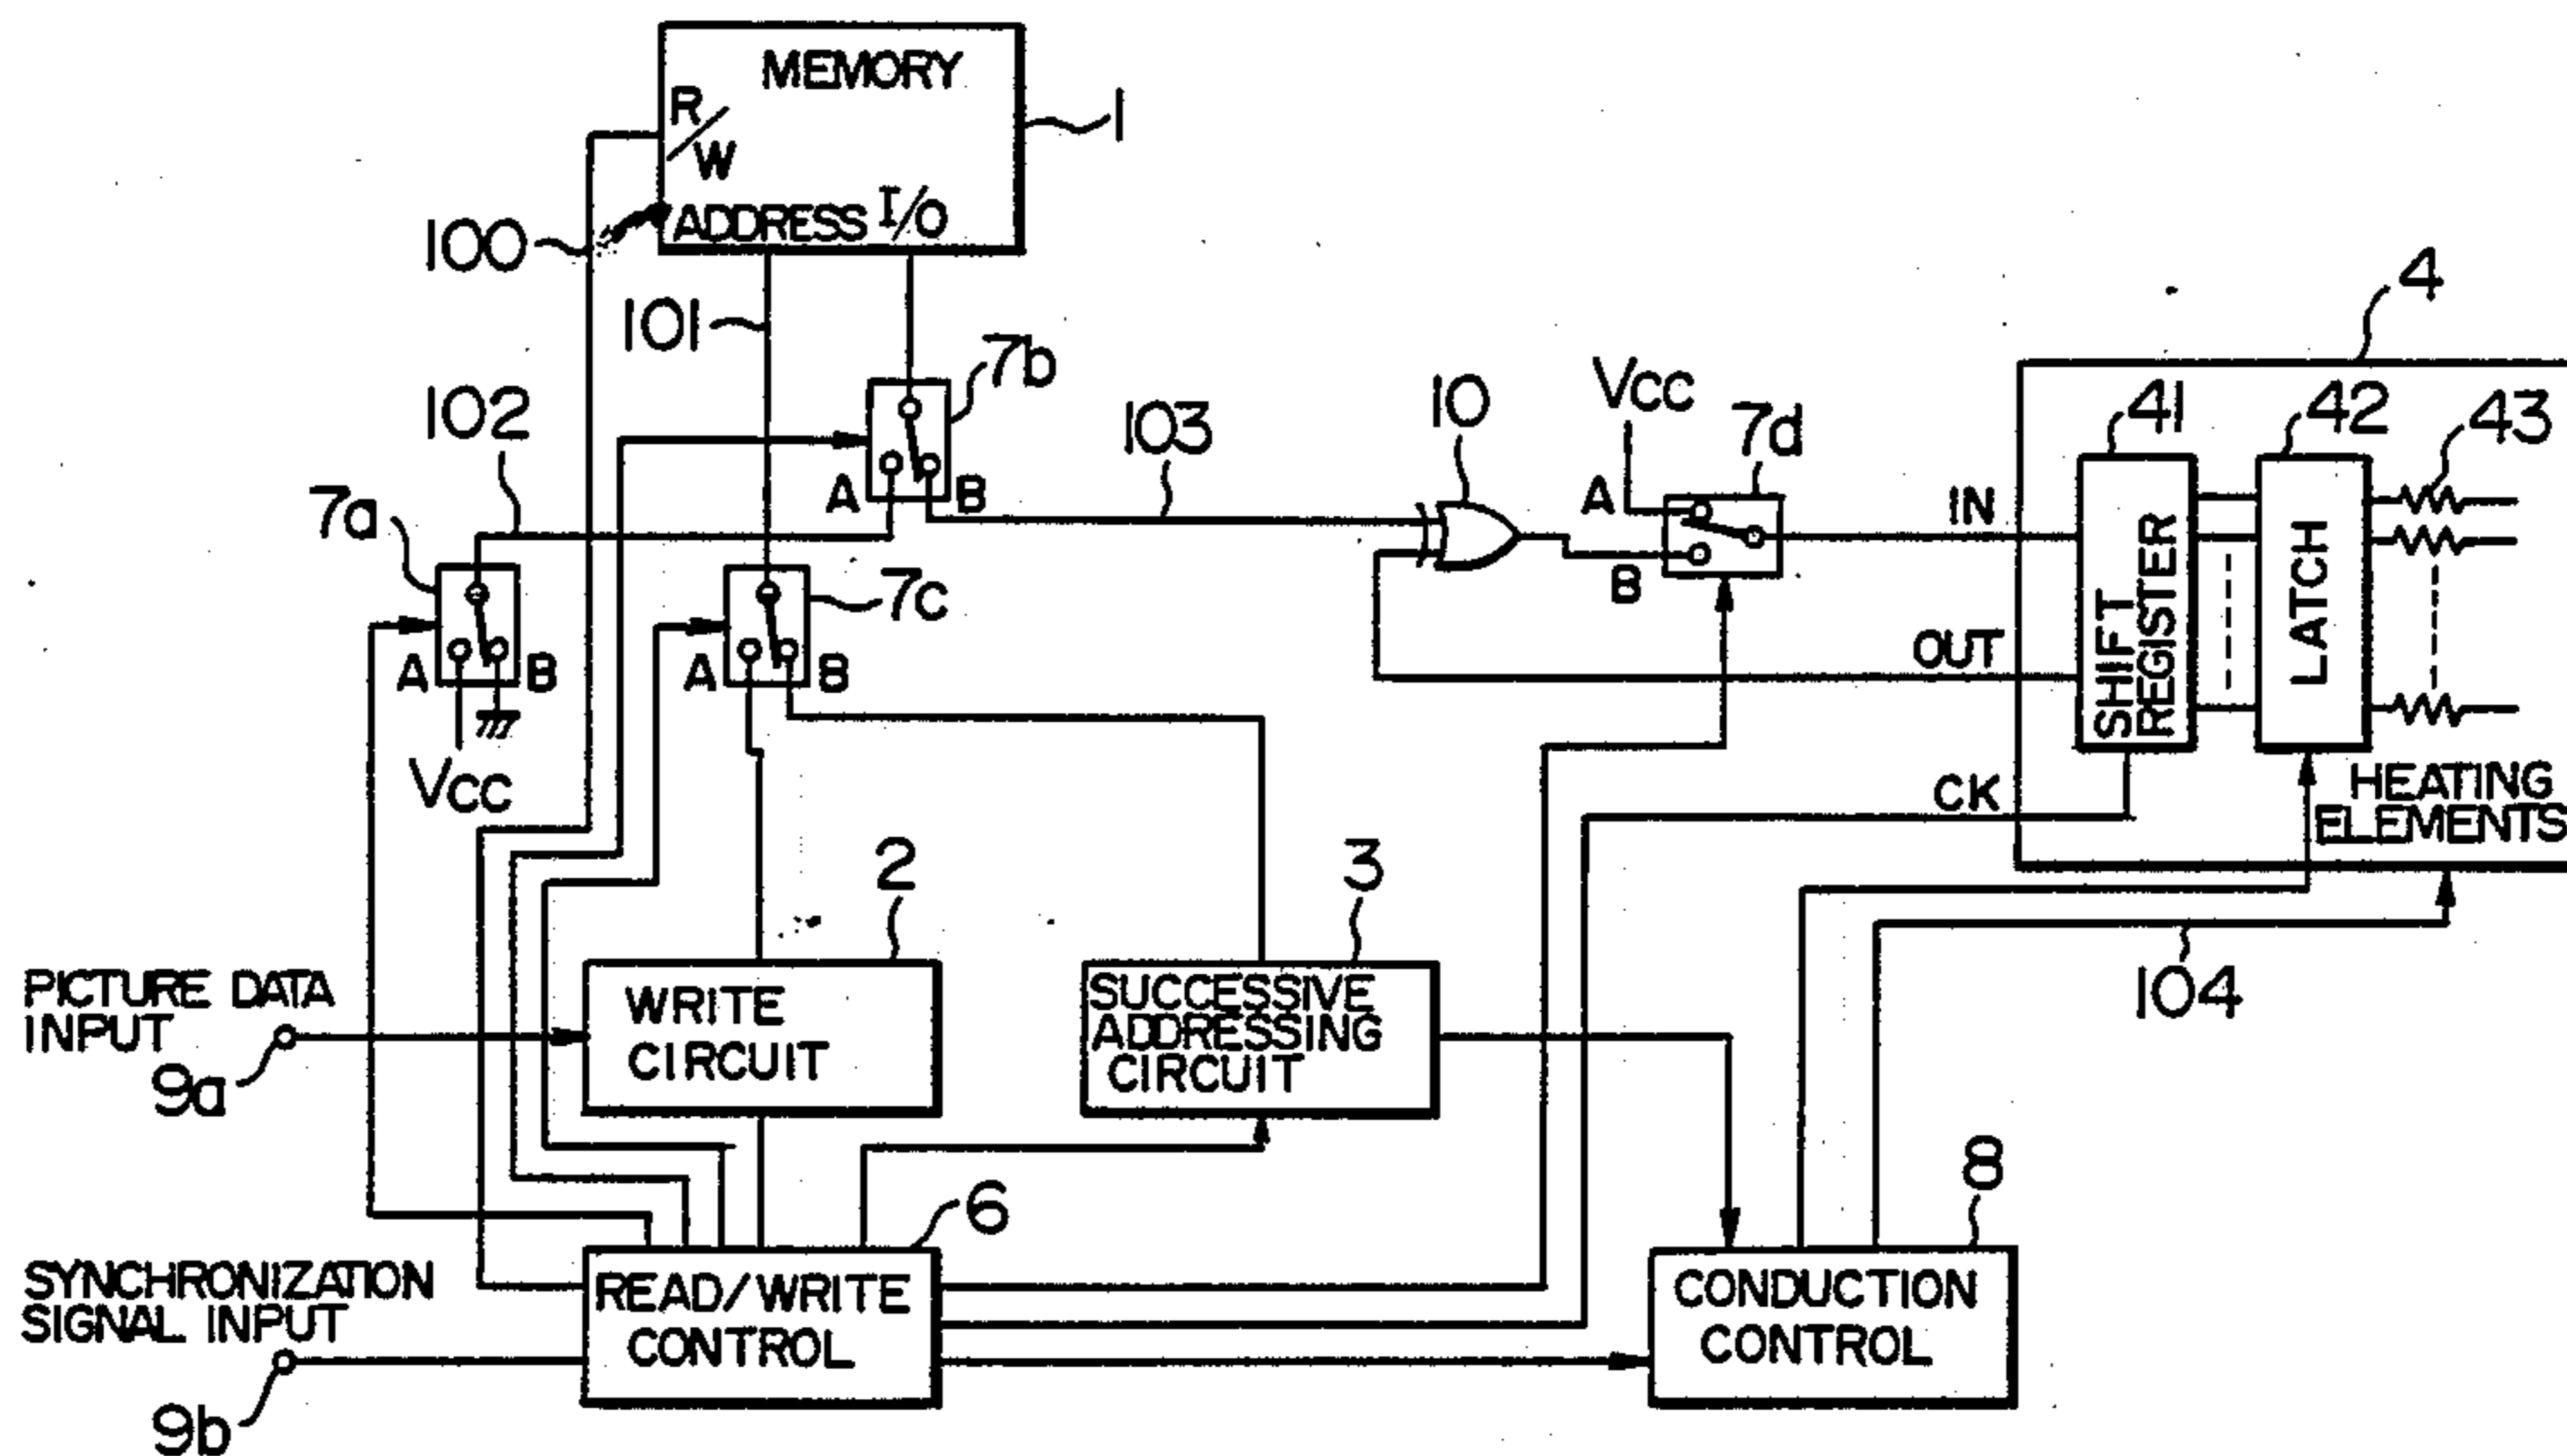 MEMORY
R/W
ADDRESS I/O
1
100
101
7b
102
A
B
103
10
VCC
7d
A
B
4
41
42
43
IN
OUT
CK
SHIFT
REGISTER
LATCH
HEATING
ELEMENTS
7a
A
B
VCC
7c
A
B
2
3
104
PICTURE DATA
INPUT
9a
WRITE
CIRCUIT
SUCCESSIVE
ADDRESSING
CIRCUIT
6
8
SYNCHRONIZATION
SIGNAL INPUT
9b
READ/WRITE
CONTROL
CONDUCTION
CONTROL